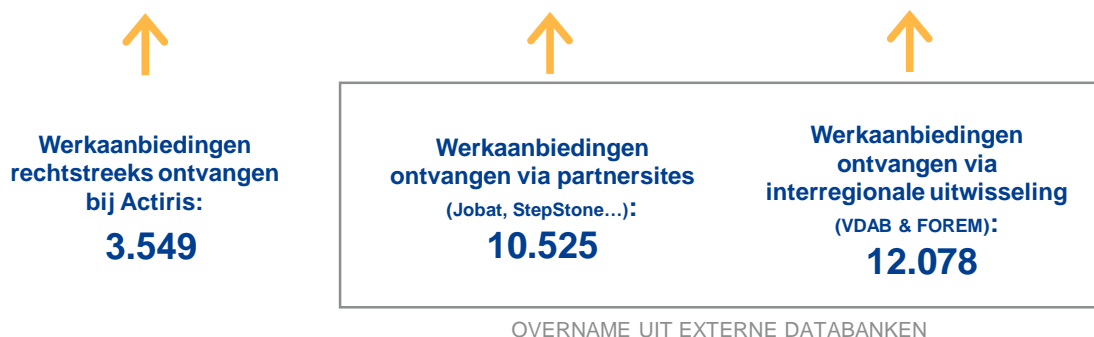 Werkaanbiedingen
rechtstreeks ontvangen
bij Actiris:
3.549
Werkaanbiedingen
ontvangen via partnersites
(Jobat, StepStone…):
10.525
Werkaanbiedingen
ontvangen via
interregionale uitwisseling
(VDAB & FOREM):
12.078
OVERNAME UIT EXTERNE DATABANKEN